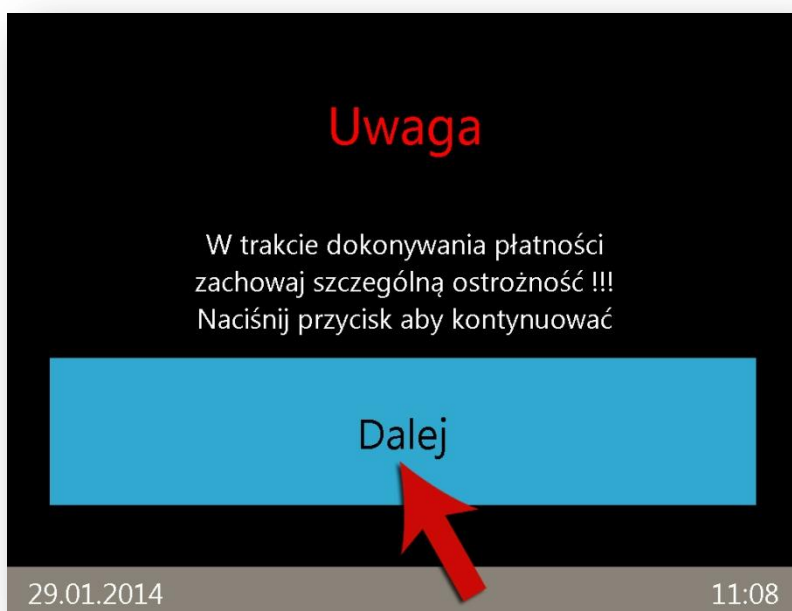 Uwaga
W trakcie dokonywania płatności
zachowaj szczególną ostrożność !!!
Naciśnij przycisk aby kontynuować
Dalej
29.01.2014 11:08